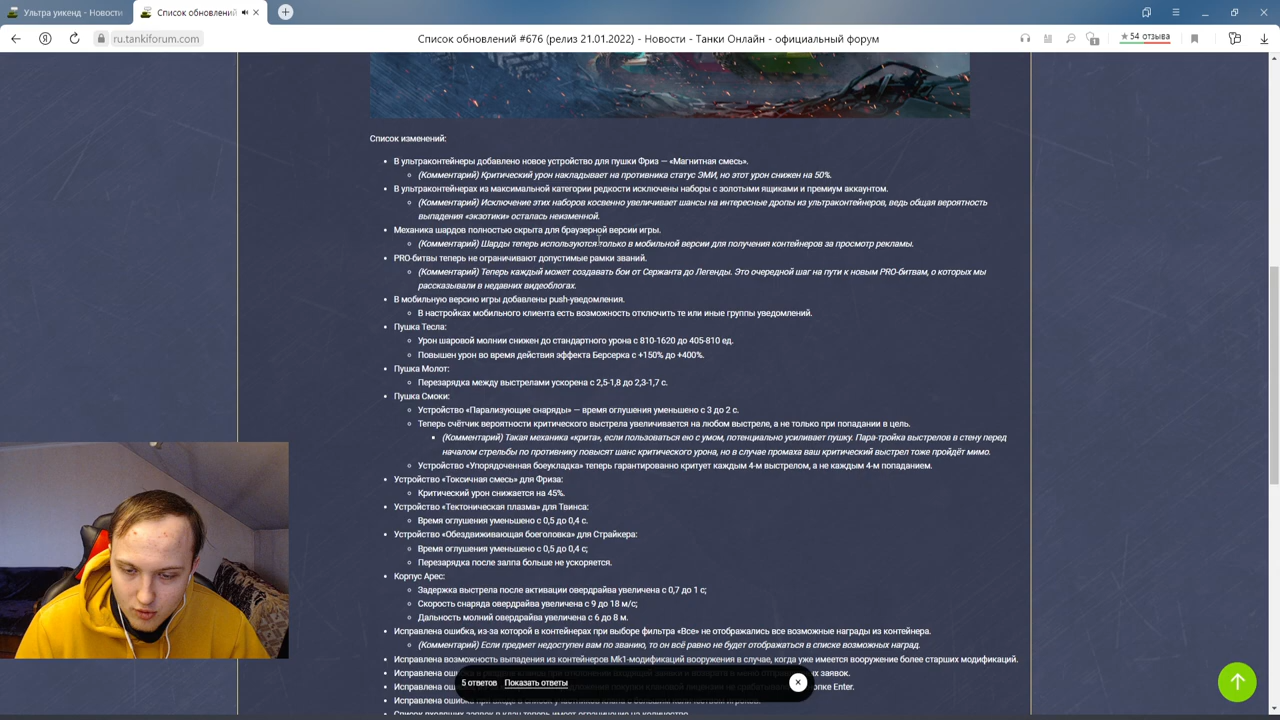 Ультра уикенд - Новости
Список обновлений
ru.tankiforum.com
Список обновлений #676 (релиз 21.01.2022) - Новости - Танки Онлайн - официальный форум
★ 54 отзыва
Список изменений:
В ультраконтейнеры добавлено новое устройство для пушки Фриз — «Магнитная смесь».
(Комментарий) Критический урон накладывает на противника статус ЭМИ, но этот урон снижен на 50%.
В ультраконтейнерах из максимальной категории редкости исключены наборы с золотыми ящиками и премиум аккаунтом.
(Комментарий) Исключение этих наборов косвенно увеличивает шансы на интересные дропы из ультраконтейнеров, ведь общая вероятность
выпадения «экзотики» осталась неизменной.
Механика шардов полностью скрыта для браузерной версии игры.
(Комментарий) Шарды теперь используются только в мобильной версии для получения контейнеров за просмотр рекламы.
PRO-битвы теперь не ограничивают допустимые рамки званий.
(Комментарий) Теперь каждый может создавать бои от Сержанта до Легенды. Это очередной шаг на пути к новым PRO-битвам, о которых мы
рассказывали в недавних видеоблогах.
В мобильную версию игры добавлены push-уведомления.
В настройках мобильного клиента есть возможность отключить те или иные группы уведомлений.
Пушка Тесла:
Урон шаровой молнии снижен до стандартного урона с 810-1620 до 405-810 ед.
Повышен урон во время действия эффекта Берсерка с +150% до +400%.
Пушка Молот:
Перезарядка между выстрелами ускорена с 2,5-1,8 до 2,3-1,7 с.
Пушка Смоки:
Устройство «Парализующие снаряды» — время оглушения уменьшено с 3 до 2 с.
Теперь счётчик вероятности критического выстрела увеличивается на любом выстреле, а не только при попадании в цель.
(Комментарий) Такая механика «крита», если пользоваться ею с умом, потенциально усиливает пушку. Пара-тройка выстрелов в стену перед
началом стрельбы по противнику повысят шанс критического урона, но в случае промаха ваш критический выстрел тоже пройдёт мимо.
Устройство «Упорядоченная боеукладка» теперь гарантированно критует каждым 4-м выстрелом, а не каждым 4-м попаданием.
Устройство «Токсичная смесь» для Фриза:
Критический урон снижается на 45%.
Устройство «Тектоническая плазма» для Твинса:
Время оглушения уменьшено с 0,5 до 0,4 с.
Устройство «Обездвиживающая боеголовка» для Страйкера:
Время оглушения уменьшено с 0,5 до 0,4 с;
Перезарядка после залпа больше не ускоряется.
Корпус Арес:
Задержка выстрела после активации овердрайва увеличена с 0,7 до 1 с;
Скорость снаряда овердрайва увеличена с 9 до 18 м/с;
Дальность молний овердрайва увеличена с 6 до 8 м.
Исправлена ошибка, из-за которой в контейнерах при выборе фильтра «Все» не отображались все возможные награды из контейнера.
(Комментарий) Если предмет недоступен вам по званию, то он всё равно не будет отображаться в списке возможных наград.
Исправлена возможность выпадения из контейнеров Mk1-модификаций вооружения в случае, когда уже имеется вооружение более старших модификаций.
Исправлена заявок.
Исправлена Enter.
5 ответов Показать ответы